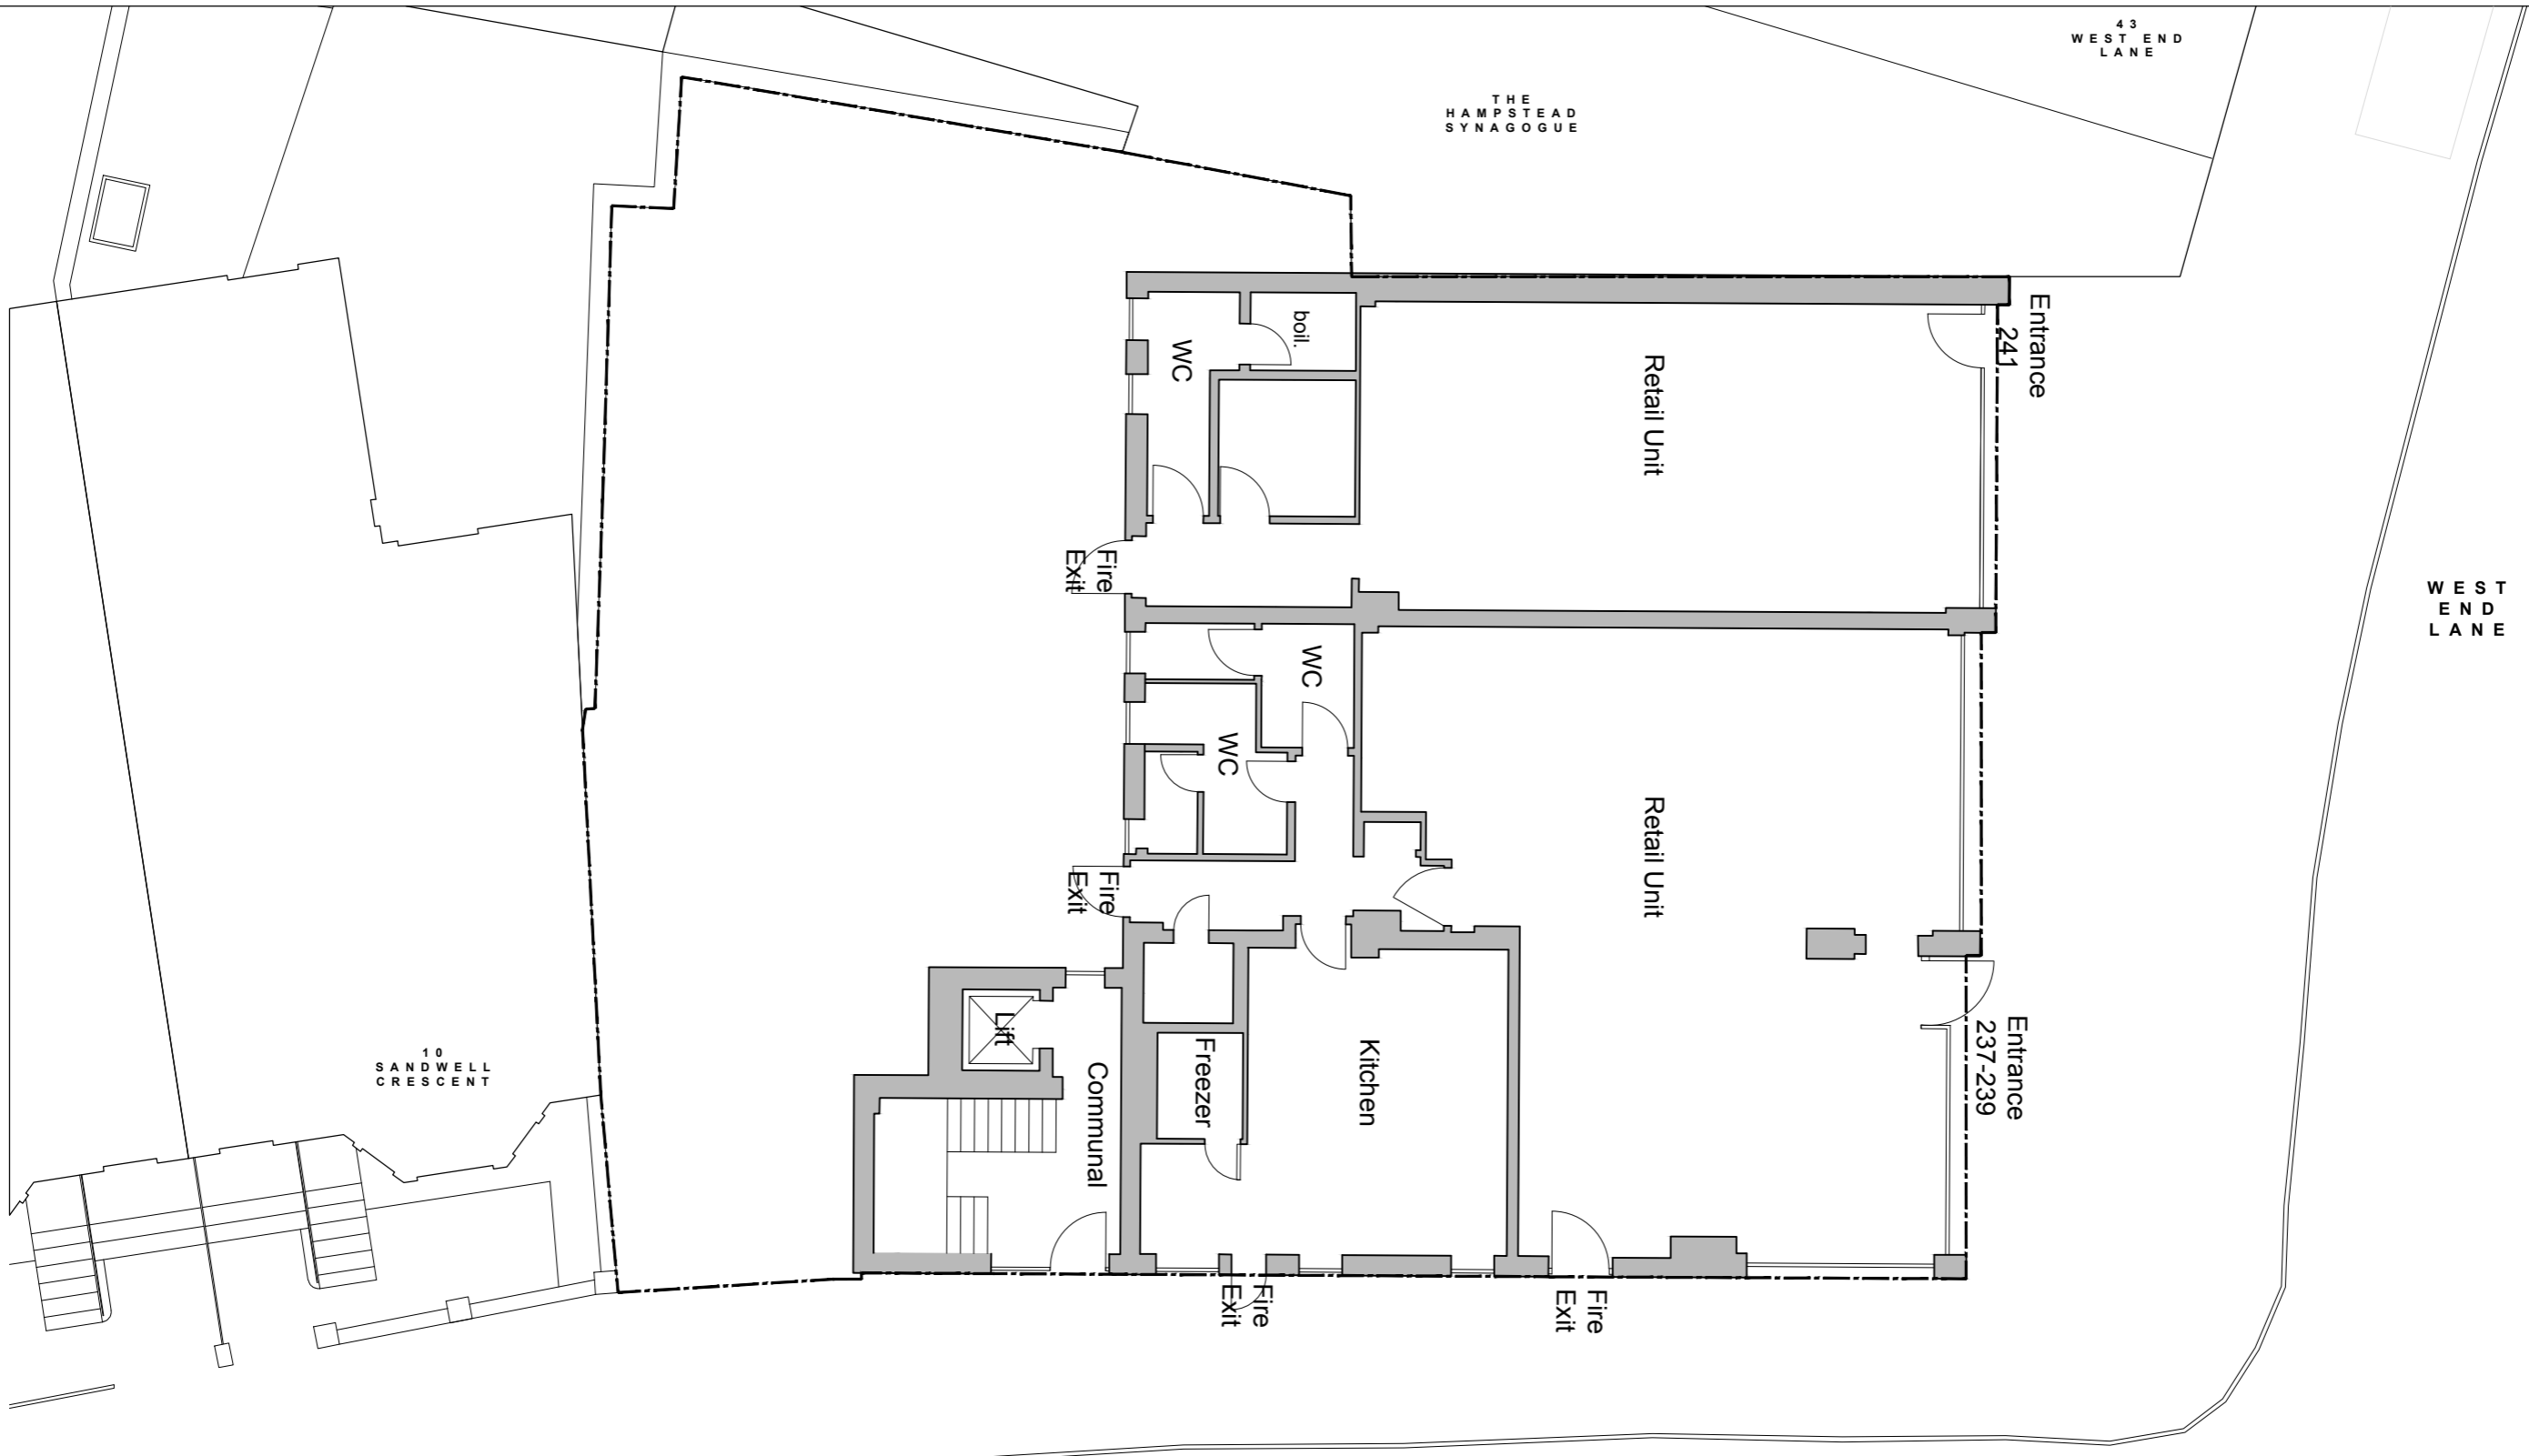 43
WEST END
LANE
THE
HAMPSTEAD
SYNAGOGUE
Entrance
241
boil.
WC
Retail Unit
Fire
Exit
WEST
END
LANE
WC
WC
Retail Unit
Fire
Exit
Entrance
237-239
Lift
Communal
Freezer
Kitchen
10
SANDWELL
CRESCENT
Fire
Exit
Fire
Exit